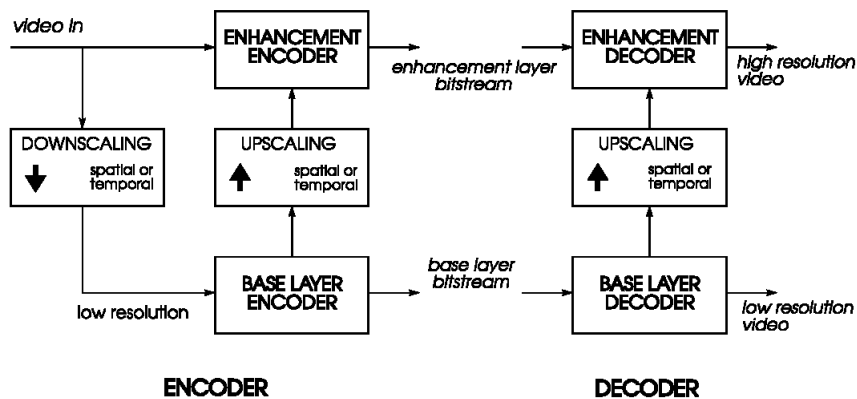 video in
ENHANCEMENT
ENCODER
enhancement layer
bitstream
ENHANCEMENT
DECODER
high resolution
video
DOWNSCALING
spatial or
temporal
UPSCALING
spatial or
temporal
UPSCALING
spatial or
temporal
low resolution
BASE LAYER
ENCODER
base layer
bitstream
BASE LAYER
DECODER
low resolution
video
ENCODER
DECODER